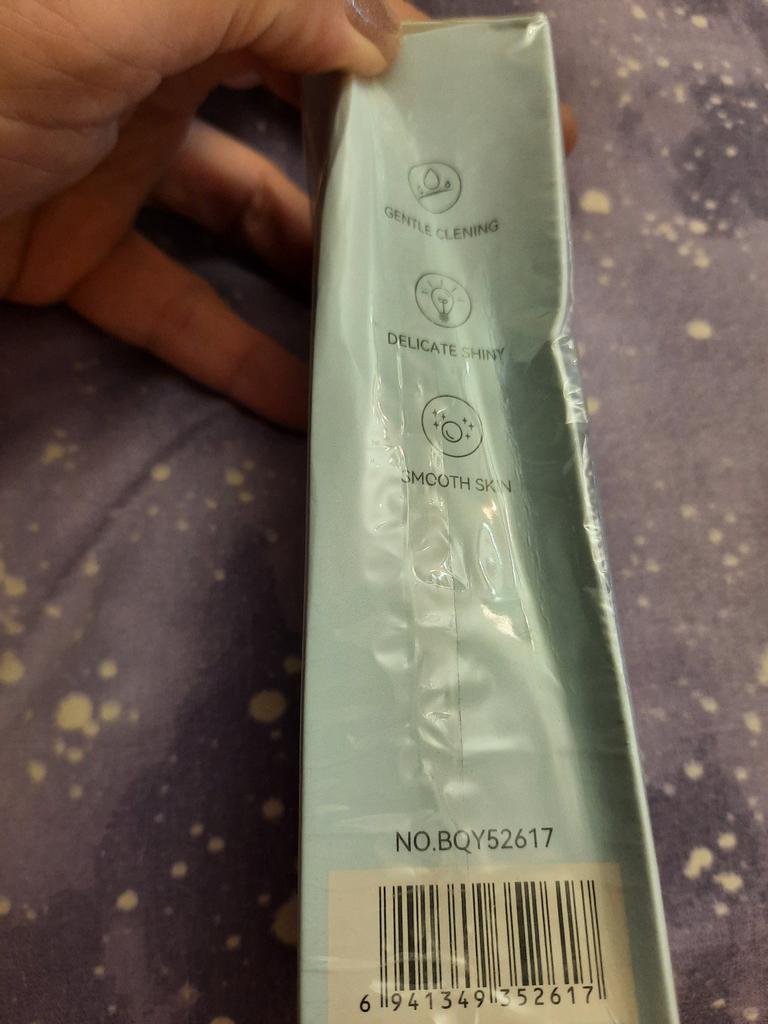 GENTLE CLENING
DELICATE SHINY
SMOOTH SKIN
NO.BQY52617
6 941349 352617